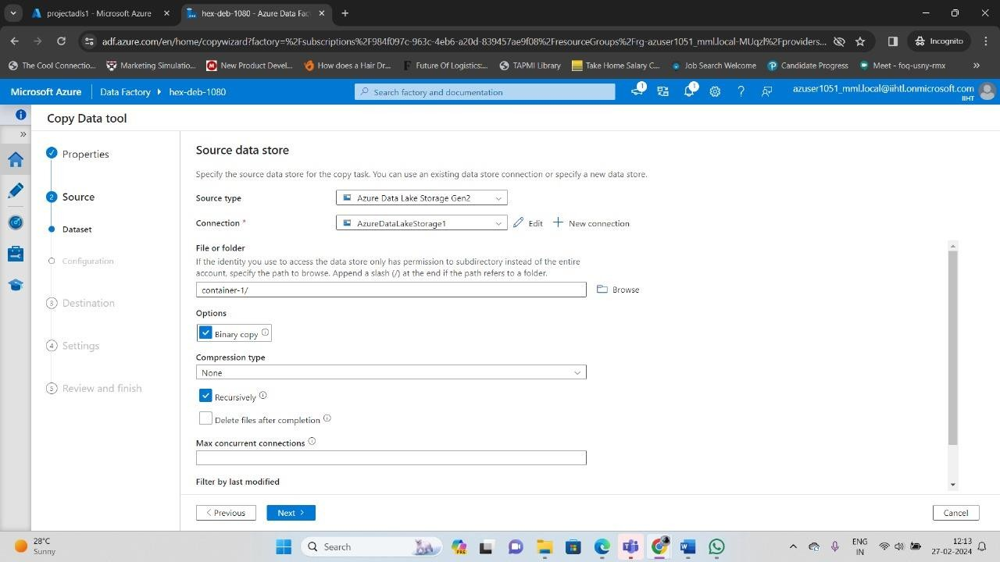 projectadls1 - Microsoft Azure
hex-deb-1080 - Azure Data Fac
adf.azure.com/en/home/copywizard?factory=%2Fsubscriptions%2F984f097c-963c-4eb6-a20d-839457ae9f08%2FresourceGroups%2Frg-azuser1051_mml.local-MUqzl%2Fproviders...
Incognito
The Cool Connectio...
Marketing Simulatio...
New Product Devel...
How does a Hair Dr...
Future Of Logistics:...
TAPMI Library
Take Home Salary C...
Job Search Welcome
Candidate Progress
Meet - foq-usny-rmx
»
Microsoft Azure
Data Factory
hex-deb-1080
Search factory and documentation
1
1
azuser1051_mml.local@iihtl.onmicrosoft.com
IIHT
Copy Data tool
»
Properties
2 Source
Dataset
Configuration
3 Destination
4 Settings
5 Review and finish
Source data store
Specify the source data store for the copy task. You can use an existing data store connection or specify a new data store.
Source type
Azure Data Lake Storage Gen2
Connection *
AzureDataLakeStorage1
Edit
New connection
File or folder
If the identity you use to access the data store only has permission to subdirectory instead of the entire
account, specify the path to browse. Append a slash (/) at the end if the path refers to a folder.
container-1/
Browse
Options
Binary copy
Compression type
None
Recursively
Delete files after completion
Max concurrent connections
Filter by last modified
Previous
Next
Cancel
28°C
Sunny
Search
PRE
ENG
IN
12:13
27-02-2024